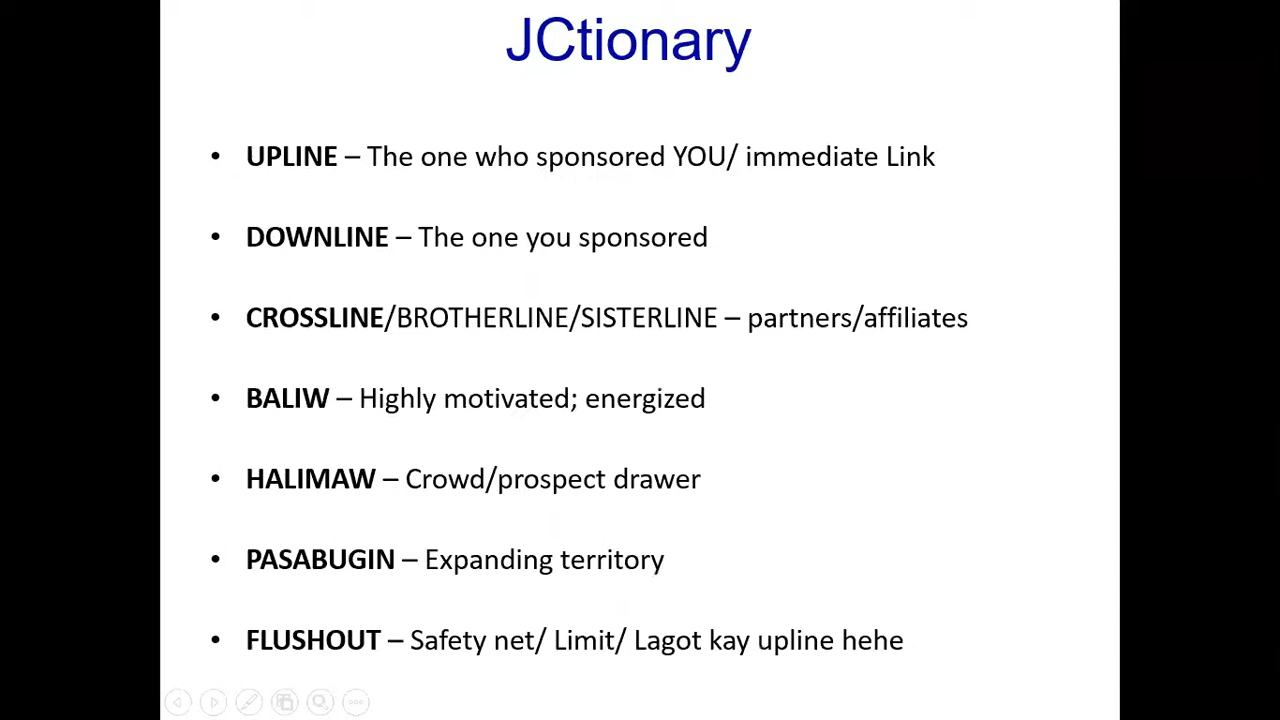 JCtionary
• UPLINE – The one who sponsored YOU/ immediate Link
• DOWNLINE – The one you sponsored
• CROSSLINE/BROTHERLINE/SISTERLINE – partners/affiliates
• BALIW – Highly motivated; energized
• HALIMAW – Crowd/prospect drawer
• PASABUGIN – Expanding territory
• FLUSHOUT – Safety net/ Limit/ Lagot kay upline hehe